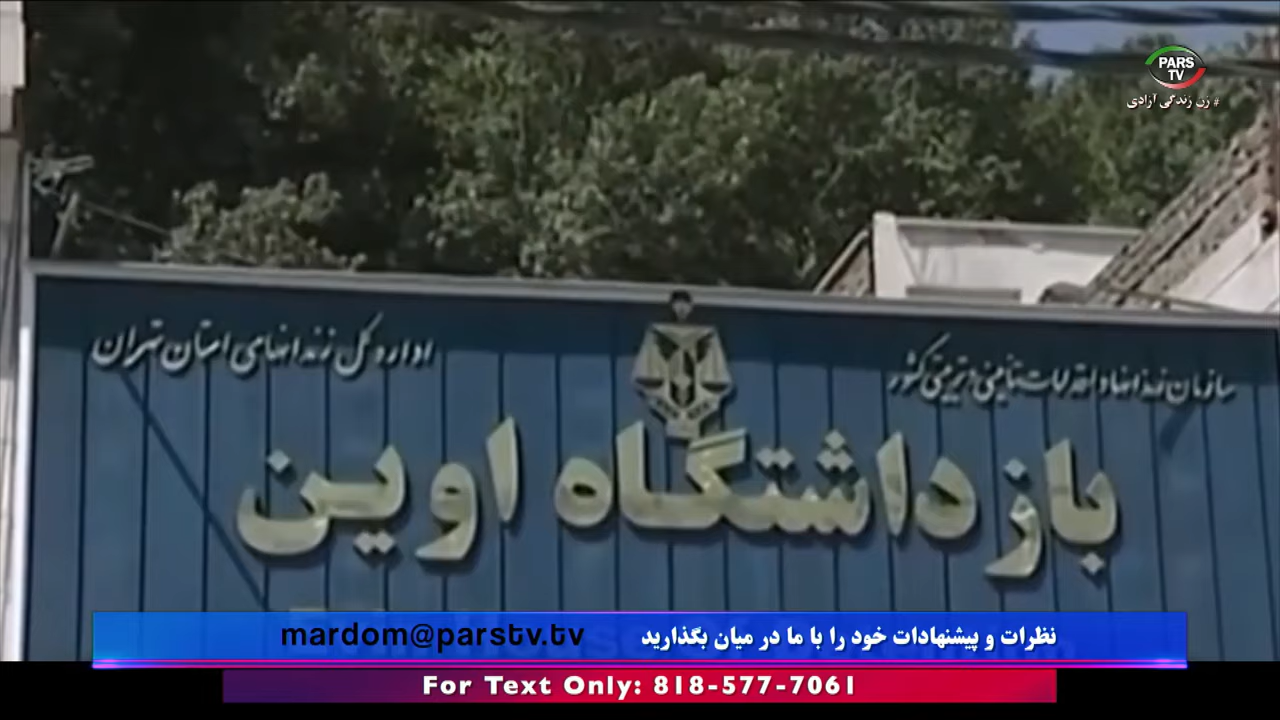 PARS
TV
# زن زندگی آزادی
سازمان زندانها و اقدامات تامینی و تربیتی کشور
اداره کل زندانهای استان تهران
بازداشتگاه اوین
نظرات و پیشنهادات خود را با ما در میان بگذارید
mardom@parstv.tv
For Text Only: 818-577-7061